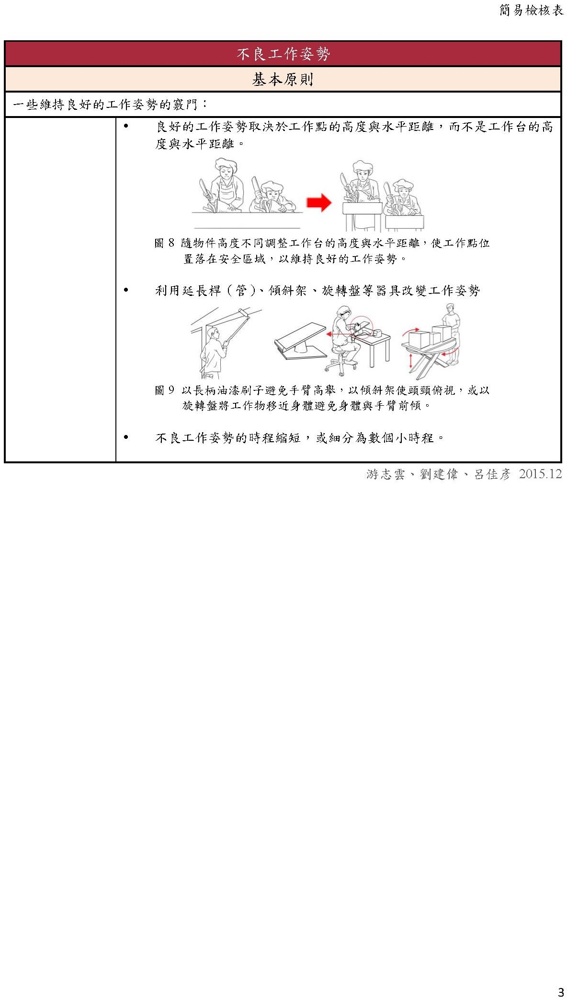 簡易檢核表
不良工作姿勢
基本原則
一些維持良好的工作姿勢的竅門：
• 良好的工作姿勢取決於工作點的高度與水平距離，而不是工作台的高
度與水平距離。
圖 8 隨物件高度不同調整工作台的高度與水平距離，使工作點位
置落在安全區域，以維持良好的工作姿勢。
• 利用延長桿（管）、傾斜架、旋轉盤等器具改變工作姿勢
圖 9 以長柄油漆刷子避免手臂高舉，以傾斜架使頭頸俯視，或以
旋轉盤將工作物移近身體避免身體與手臂前傾。
• 不良工作姿勢的時程縮短，或細分為數個小時程。
游志雲、劉建偉、呂佳彥 2015.12
3